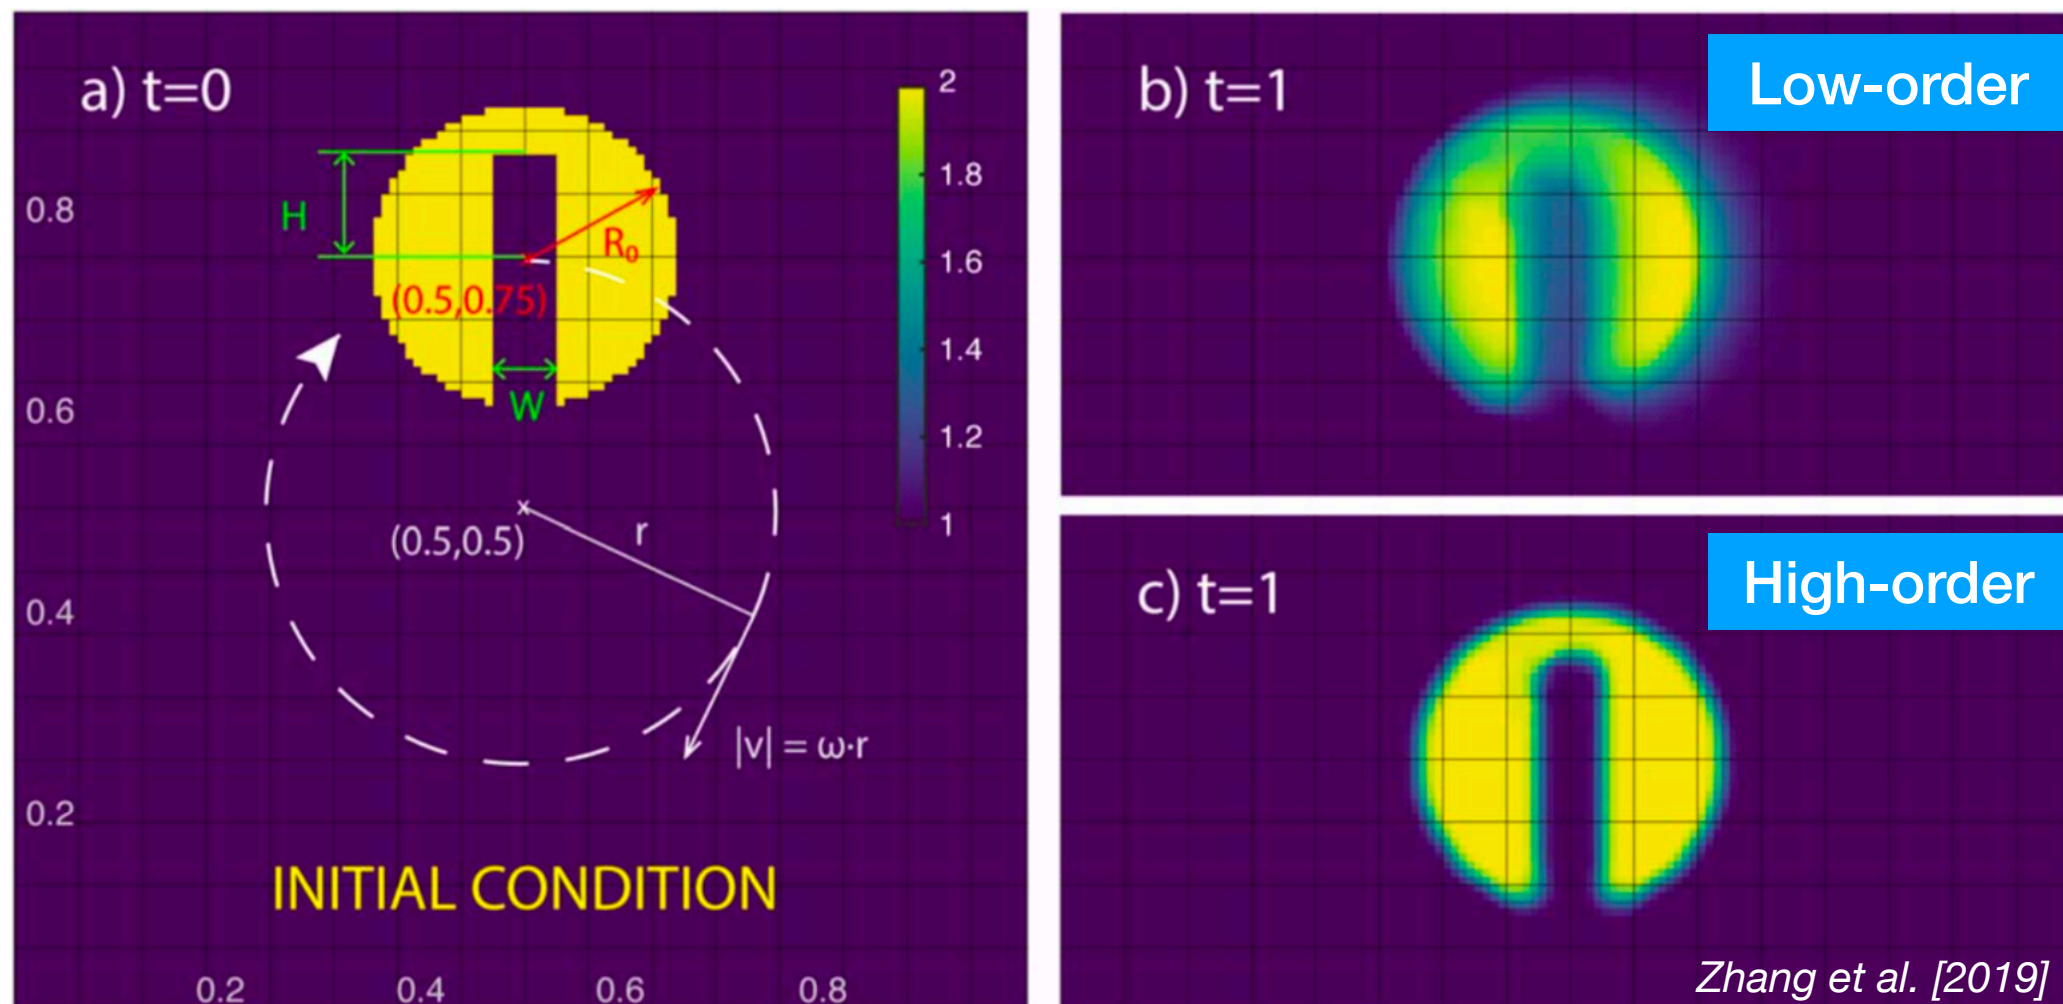 a) t=0
2
1.8
1.6
1.4
1.2
1
H
R₀
(0.5,0.75)
W
(0.5,0.5)
r
|v| = ω·r
INITIAL CONDITION
0.8
0.6
0.4
0.2
0.2 0.4 0.6 0.8
b) t=1
Low-order
c) t=1
High-order
Zhang et al. [2019]